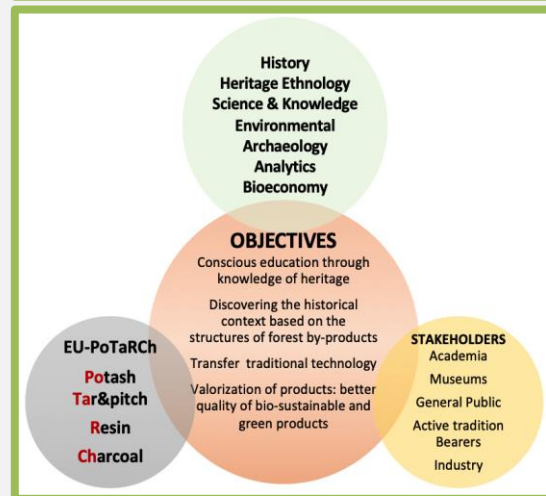 History
Heritage Ethnology
Science & Knowledge
Environmental
Archaeology
Analytics
Bioeconomy
OBJECTIVES
Conscious education through
knowledge of heritage
Discovering the historical
context based on the
structures of forest by-products
Transfer traditional technology
Valorization of products: better
quality of bio-sustainable and
green products
EU-PoTaRCh
Potash
Tar&pitch
Resin
Charcoal
STAKEHOLDERS
Academia
Museums
General Public
Active tradition
Bearers
Industry